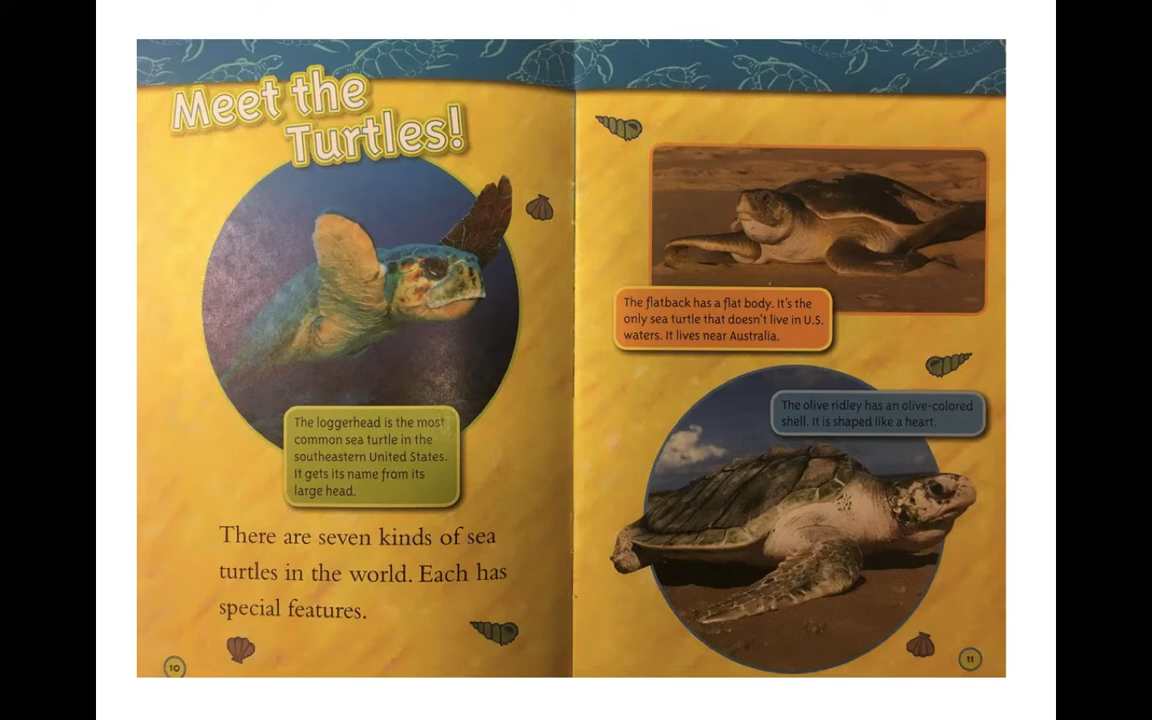 Meet the
Turtles!
The loggerhead is the most
common sea turtle in the
southeastern United States.
It gets its name from its
large head.
There are seven kinds of sea
turtles in the world. Each has
special features.
10
The flatback has a flat body. It's the
only sea turtle that doesn't live in U.S.
waters. It lives near Australia.
The olive ridley has an olive-colored
shell. It is shaped like a heart.
11